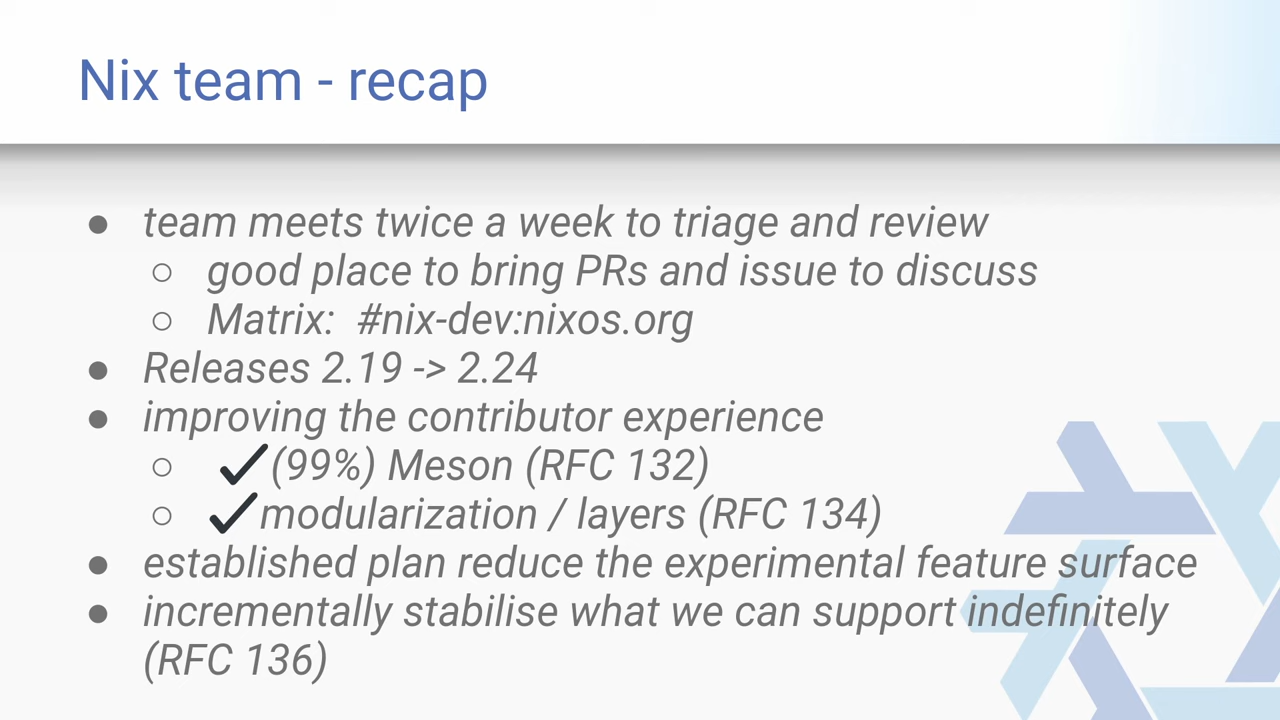 Nix team - recap
● team meets twice a week to triage and review
○ good place to bring PRs and issue to discuss
○ Matrix: #nix-dev:nixos.org
● Releases 2.19 -> 2.24
● improving the contributor experience
○ ✔(99%) Meson (RFC 132)
○ ✔modularization / layers (RFC 134)
● established plan reduce the experimental feature surface
● incrementally stabilise what we can support indefinitely
(RFC 136)